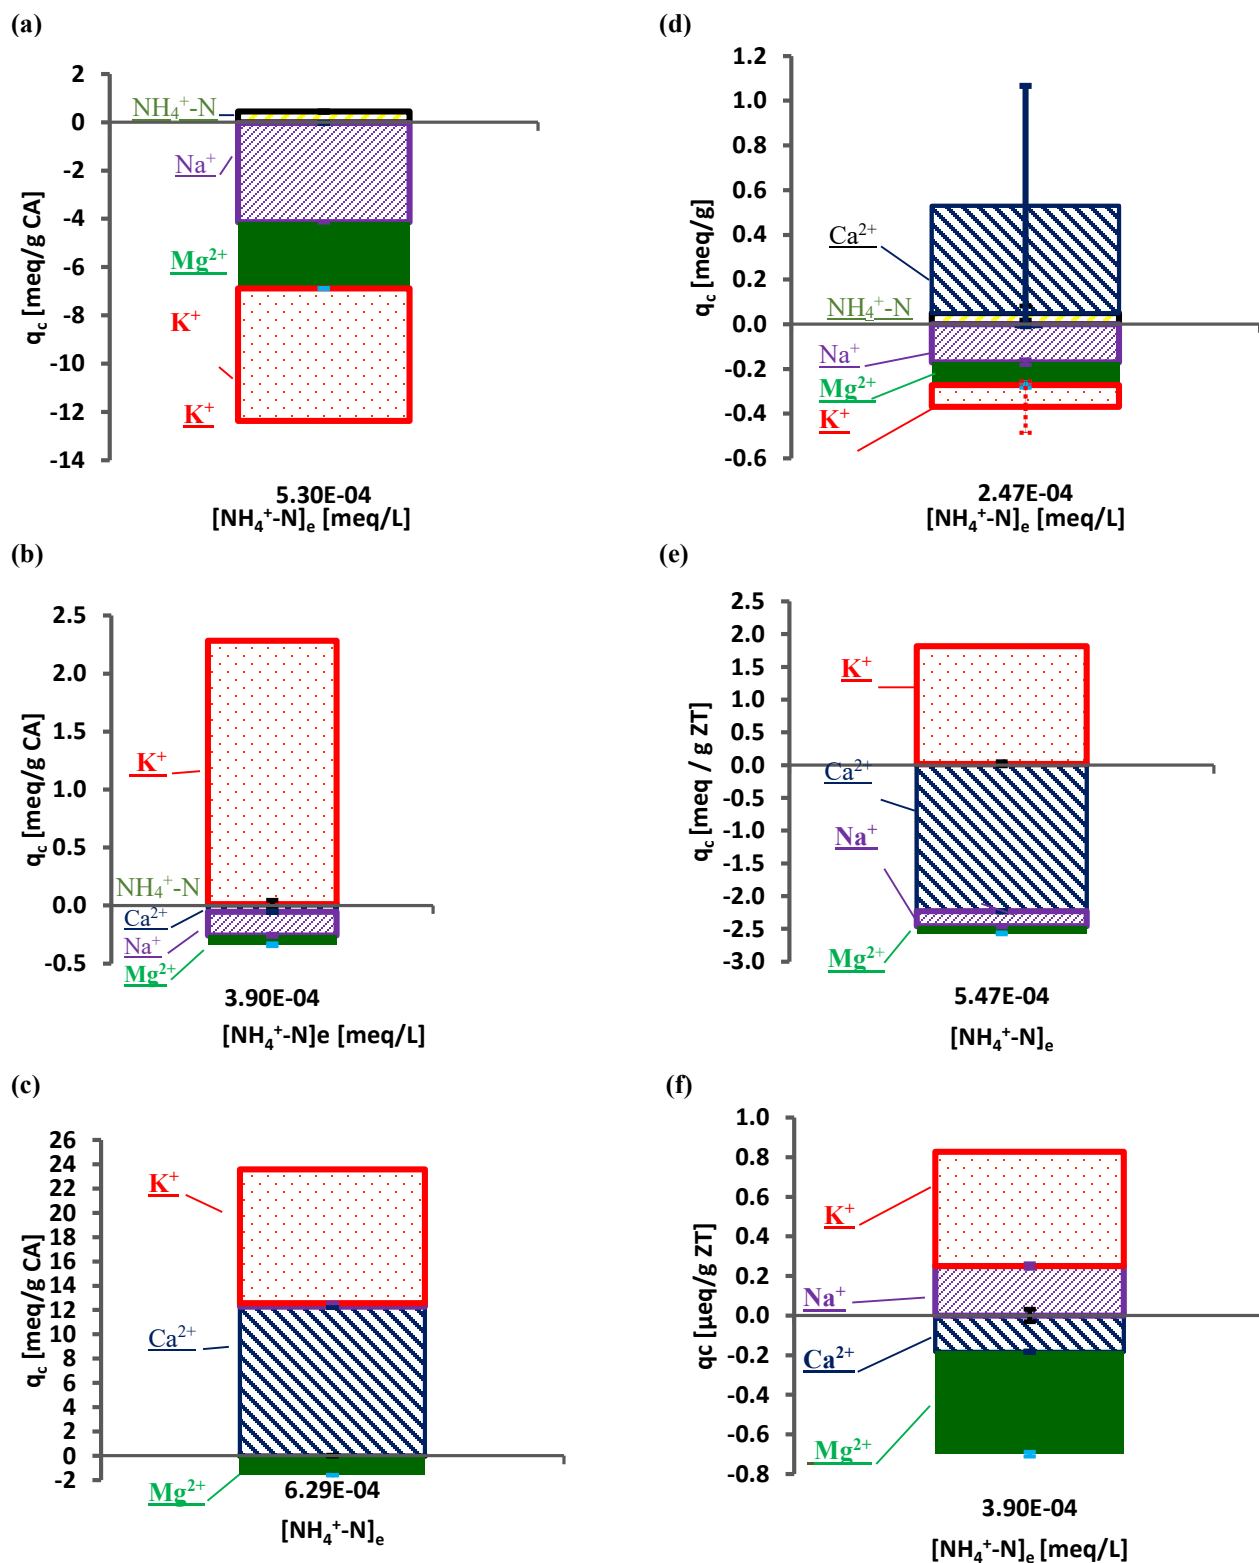 (a)
2
0
-2
-4
-6
-8
-10
-12
-14
q_c [meq/g CA]
NH₄⁺-N
Na⁺
Mg²⁺
K⁺
K⁺
5.30E-04
[NH₄⁺-N]ₑ [meq/L]
(d)
1.2
1.0
0.8
0.6
0.4
0.2
0.0
-0.2
-0.4
-0.6
q_c [meq/g]
Ca²⁺
NH₄⁺-N
Na⁺
Mg²⁺
K⁺
2.47E-04
[NH₄⁺-N]ₑ [meq/L]
(b)
2.5
2.0
1.5
1.0
0.5
0.0
-0.5
q_c [meq/g CA]
K⁺
NH₄⁺-N
Ca²⁺
Na⁺
Mg²⁺
3.90E-04
[NH₄⁺-N]e [meq/L]
(e)
2.5
2.0
1.5
1.0
0.5
0.0
-0.5
-1.0
-1.5
-2.0
-2.5
-3.0
q_c [meq / g ZT]
K⁺
Ca²⁺
Na⁺
Mg²⁺
5.47E-04
[NH₄⁺-N]ₑ
(c)
26
24
22
20
18
16
14
12
10
8
6
4
2
0
-2
q_c [meq/g CA]
K⁺
Ca²⁺
Mg²⁺
6.29E-04
[NH₄⁺-N]ₑ
(f)
1.0
0.8
0.6
0.4
0.2
0.0
-0.2
-0.4
-0.6
-0.8
qc [µeq/g ZT]
K⁺
Na⁺
Ca²⁺
Mg²⁺
3.90E-04
[NH₄⁺-N]ₑ [meq/L]